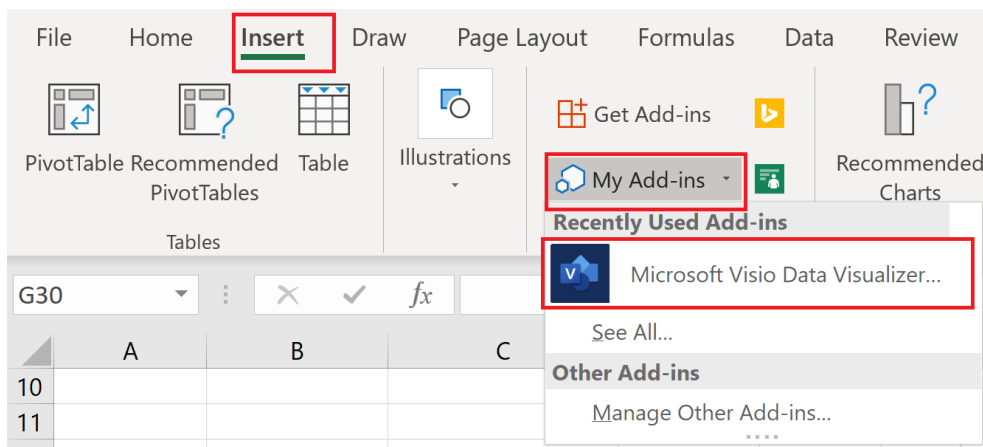 File Home Insert Draw Page Layout Formulas Data Review
PivotTable Recommended PivotTables Table
Tables
Illustrations
Get Add-ins
My Add-ins
Recommended Charts
Recently Used Add-ins
Microsoft Visio Data Visualizer...
See All...
Other Add-ins
Manage Other Add-ins...
G30 fx
A B C
10
11